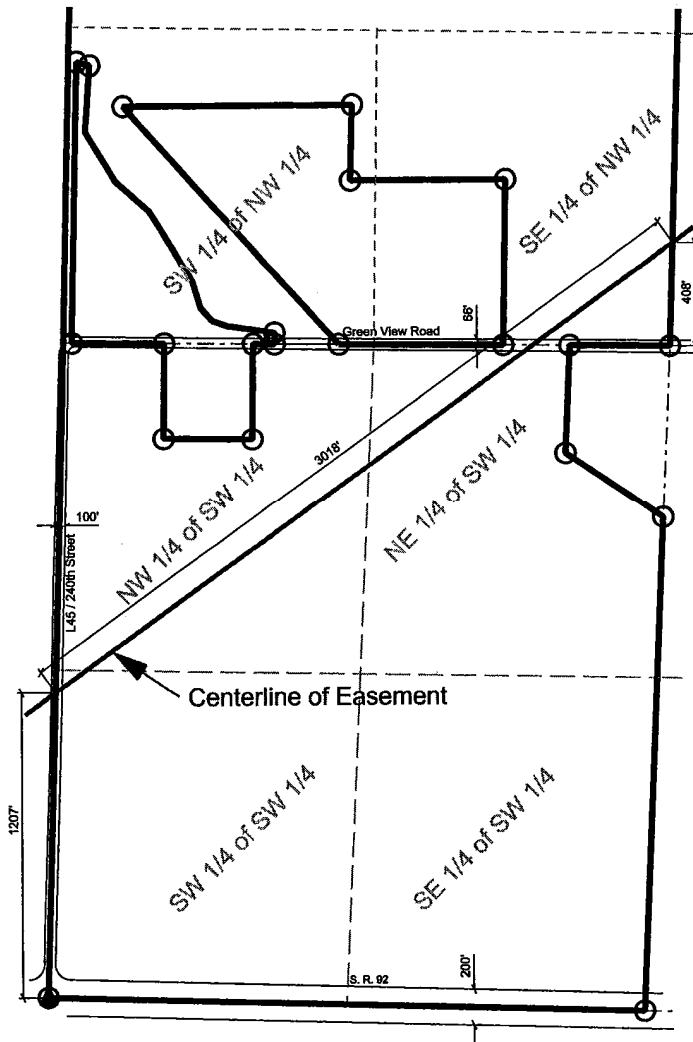 SW 1/4 of NW 1/4
SE 1/4 of NW 1/4
408'
66'
Green View Road
3018'
NW 1/4 of SW 1/4
NE 1/4 of SW 1/4
100'
L45 / 240th Street
Centerline of Easement
1207'
SW 1/4 of SW 1/4
SE 1/4 of SW 1/4
S. R. 92
200'